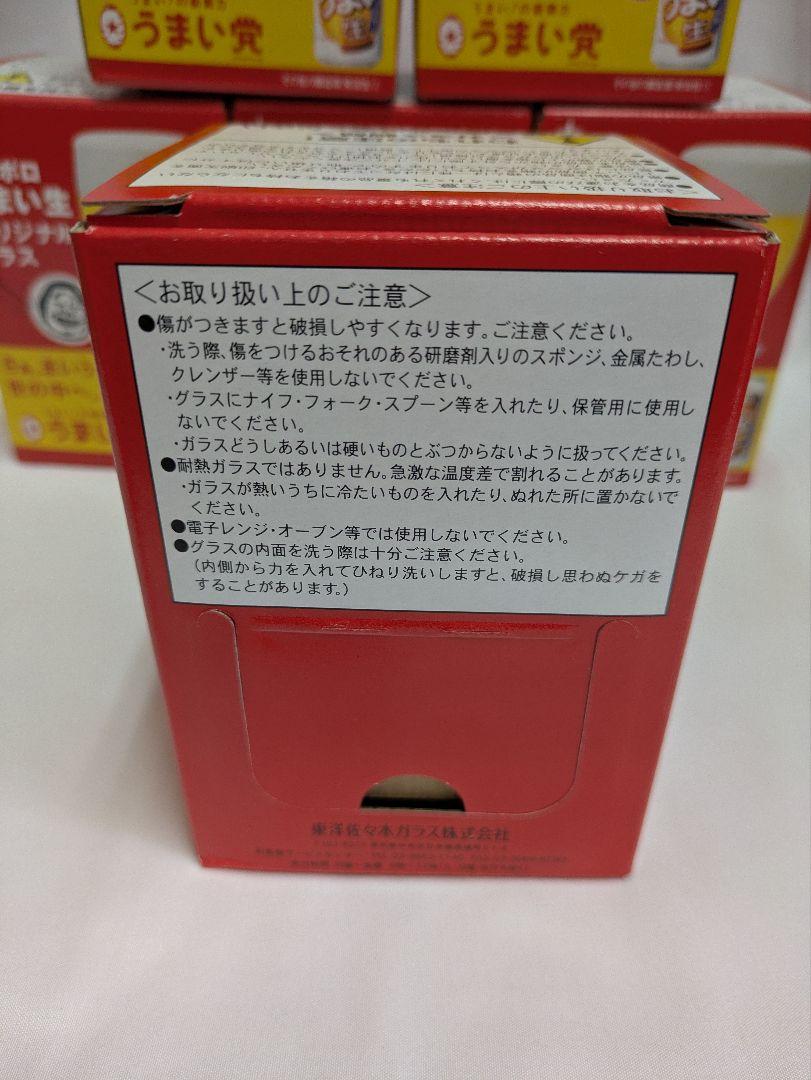 うまい!の最終力
うまい党
うまい党
ポロ
まい生
リジナル
ラス
うまい党
<お取り扱い上のご注意>
●傷がつきますと破損しやすくなります。ご注意ください。
・洗う際、傷をつけるおそれのある研磨剤入りのスポンジ、金属たわし、
クレンザー等を使用しないでください。
・グラスにナイフ・フォーク・スプーン等を入れたり、保管用に使用し
ないでください。
・ガラスどうしあるいは硬いものとぶつからないように扱ってください。
●耐熱ガラスではありません。急激な温度差で割れることがあります。
・ガラスが熱いうちに冷たいものを入れたり、ぬれた所に置かないで
ください。
●電子レンジ・オーブン等では使用しないでください。
●グラスの内面を洗う際は十分ご注意ください。
(内側から力を入れてひねり洗いしますと、破損し思わぬケガを
することがあります。)
東洋佐々木ガラス株式会社